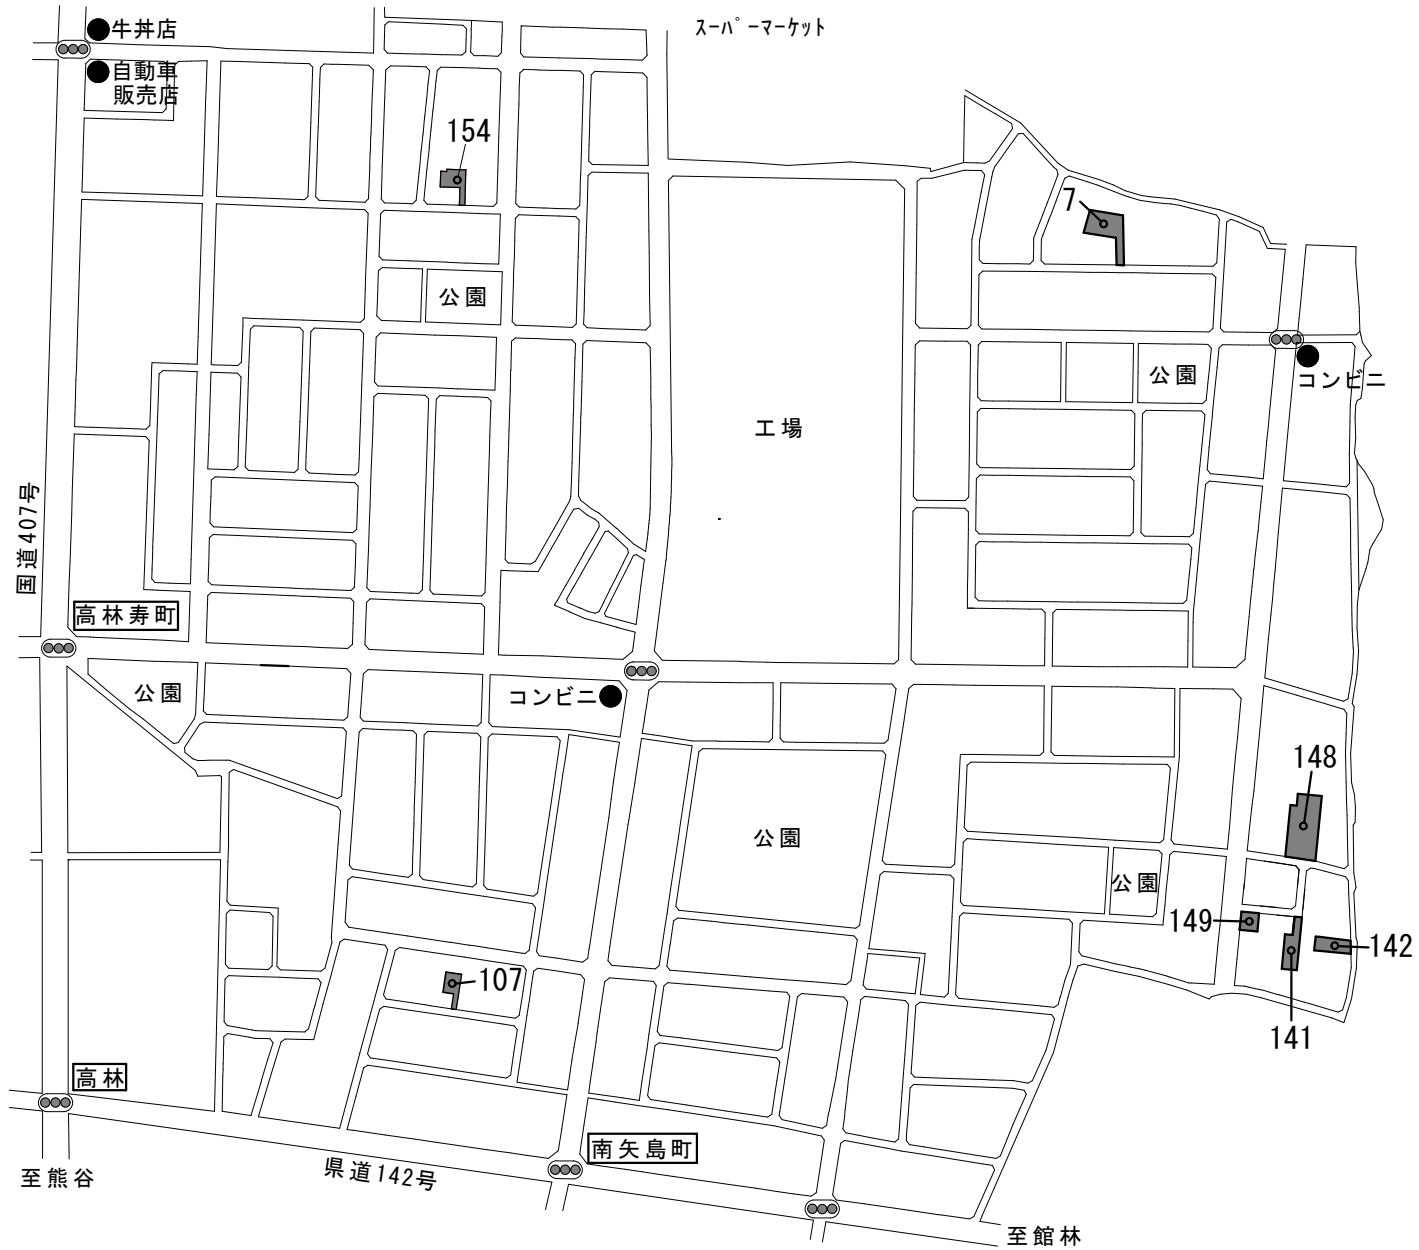 牛丼店
スーパーマーケット
自動車
販売店
154
7
公園
公園
コンビニ
工場
国道407号
高林寿町
公園
コンビニ
148
公園
公園
149
142
107
141
高林
南矢島町
至熊谷
県道142号
至館林